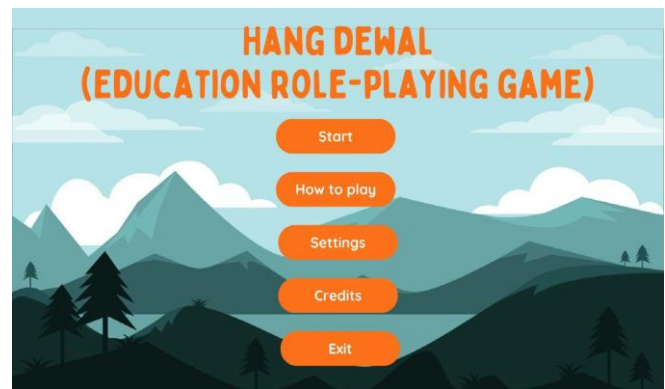 HANG DEWAL
(EDUCATION ROLE-PLAYING GAME)
Start
How to play
Settings
Credits
Exit